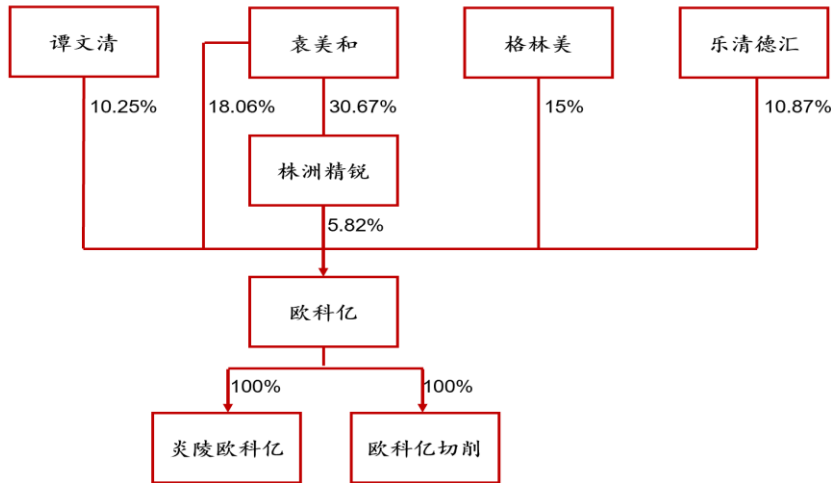 谭文清
袁美和
格林美
乐清德汇
10.25%
18.06%
30.67%
15%
10.87%
株洲精锐
5.82%
欧科亿
100%
100%
炎陵欧科亿
欧科亿切削